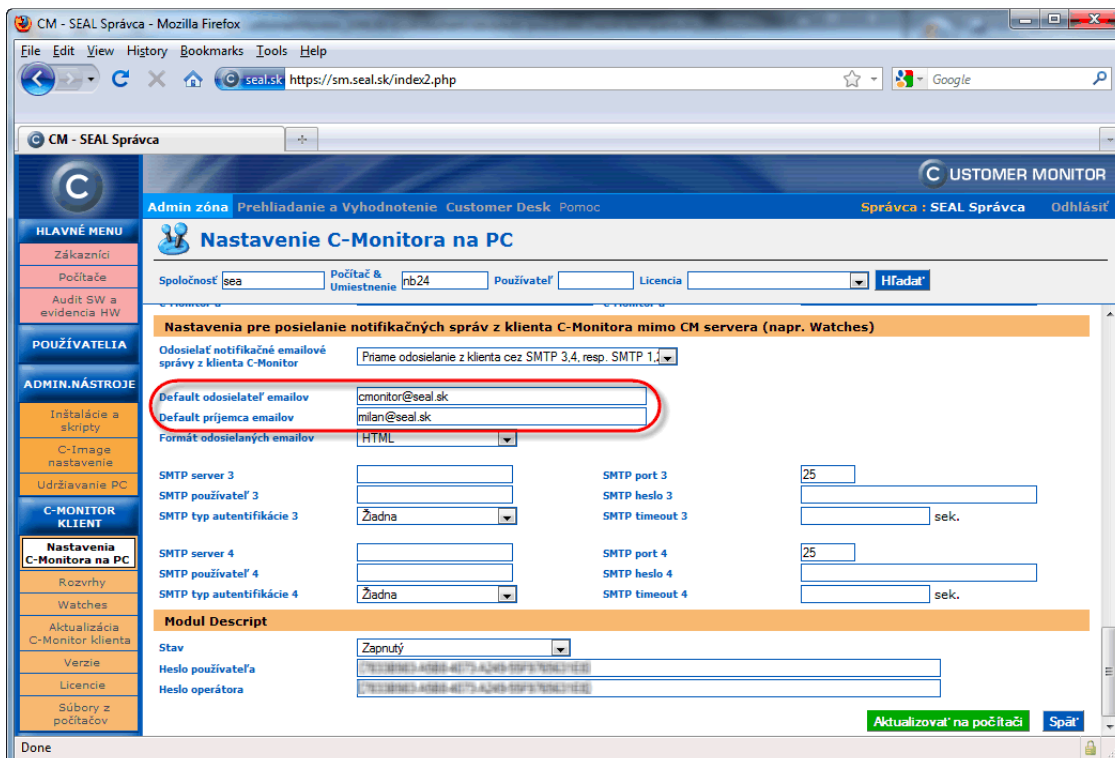 CM - SEAL Správca - Mozilla Firefox
File Edit View History Bookmarks Tools Help
seal.sk https://sm.seal.sk/index2.php
Google
CM - SEAL Správca
C USTOMER MONITOR
Admin zóna Prehliadanie a Vyhodnotenie Customer Desk Pomoc Správca : SEAL Správca Odhlásiť
HLAVNÉ MENU
Zákazníci
Počítače
Audit SW a
evidencia HW
POUŽÍVATELIA
ADMIN.NÁSTROJE
Inštalácie a
skripty
C-Image
nastavenie
Udržiavanie PC
C-MONITOR
KLIENT
Nastavenia
C-Monitora na PC
Rozvrhy
Watches
Aktualizácia
C-Monitor klienta
Verzie
Licencie
Súbory z
počítačov
Nastavenie C-Monitora na PC
Spoločnosť sea Počítač & Umiestnenie nb24 Používateľ Licencia Hľadať
Nastavenia pre posielanie notifikačných správ z klienta C-Monitora mimo CM servera (napr. Watches)
Odosielať notifikačné emailové
správy z klienta C-Monitor
Priame odosielanie z klienta cez SMTP 3,4, resp. SMTP 1,2
Default odosielateľ emailov cmonitor@seal.sk
Default príjemca emailov milan@seal.sk
Formát odosielaných emailov HTML
SMTP server 3 SMTP port 3 25
SMTP používateľ 3 SMTP heslo 3
SMTP typ autentifikácie 3 Žiadna SMTP timeout 3 sek.
SMTP server 4 SMTP port 4 25
SMTP používateľ 4 SMTP heslo 4
SMTP typ autentifikácie 4 Žiadna SMTP timeout 4 sek.
Modul Descript
Stav Zapnutý
Heslo používateľa
Heslo operátora
Aktualizovať na počítači Späť
Done